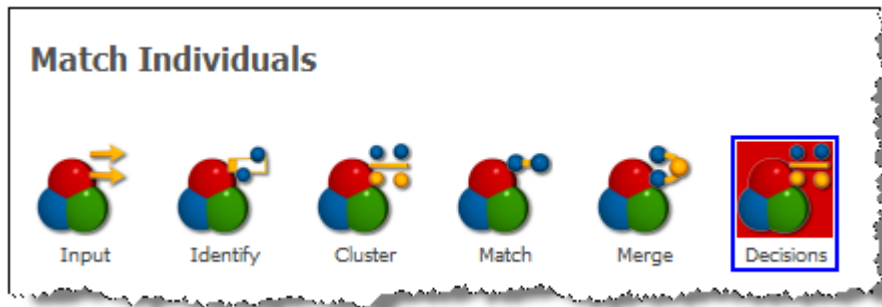 Match Individuals
Input Identify Cluster Match Merge Decisions